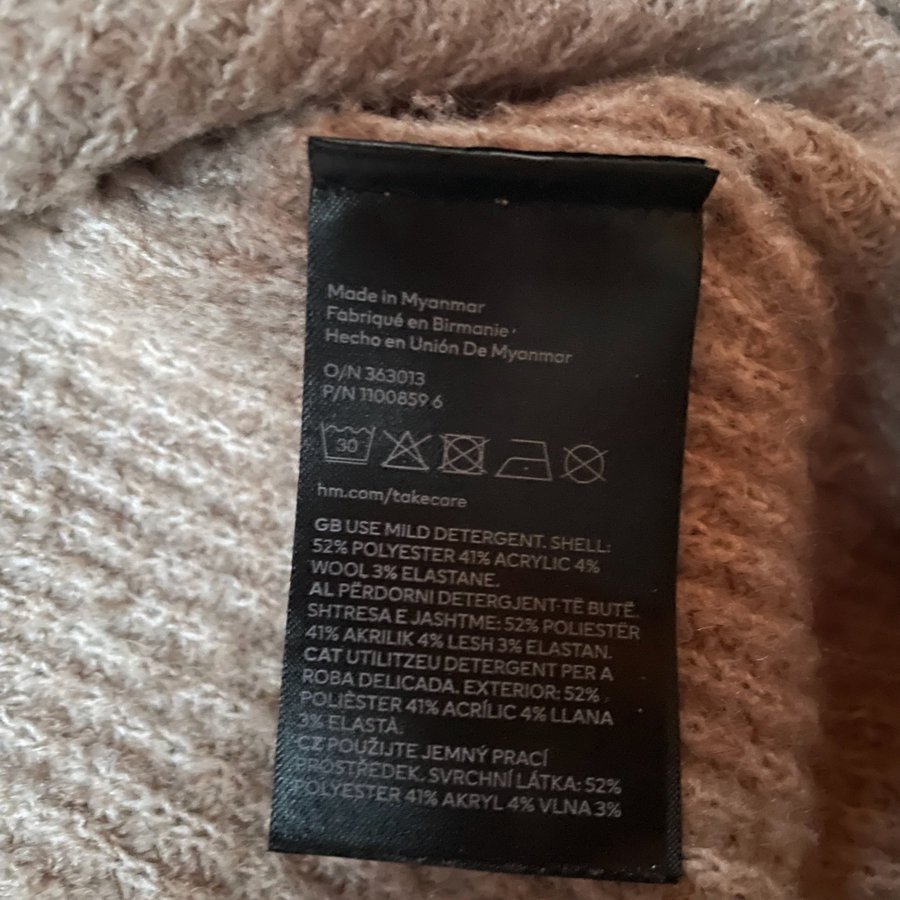 Made in Myanmar
Fabriqué en Birmanie
Hecho en Unión De Myanmar
O/N 363013
P/N 1100859 6
30
hm.com/takecare
GB USE MILD DETERGENT. SHELL:
52% POLYESTER 41% ACRYLIC 4%
WOOL 3% ELASTANE.
AL PËRDORNI DETERGJENT TË BUTË.
SHTRESA E JASHTME: 52% POLIESTËR
41% AKRILIK 4% LESH 3% ELASTAN.
CAT UTILITZEU DETERGENT PER A
ROBA DELICADA. EXTERIOR: 52%
POLIÈSTER 41% ACRÍLIC 4% LLANA
3% ELASTÀ.
CZ POUŽIJTE JEMNÝ PRACÍ
PROSTŘEDEK. SVRCHNÍ LÁTKA: 52%
POLYESTER 41% AKRYL 4% VLNA 3%